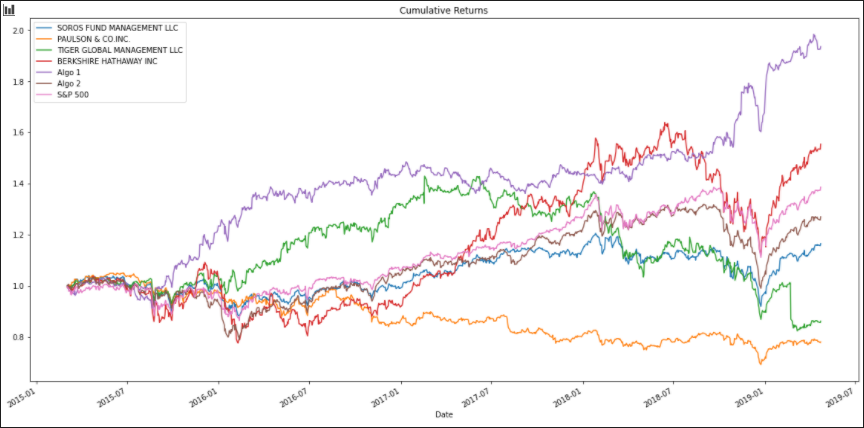 Cumulative Returns
SOROS FUND MANAGEMENT LLC
PAULSON & CO.INC.
TIGER GLOBAL MANAGEMENT LLC
BERKSHIRE HATHAWAY INC
Algo 1
Algo 2
S&P 500
2.0
1.8
1.6
1.4
1.2
1.0
0.8
2015-01
2015-07
2016-01
2016-07
2017-01
2017-07
2018-01
2018-07
2019-01
2019-07
Date